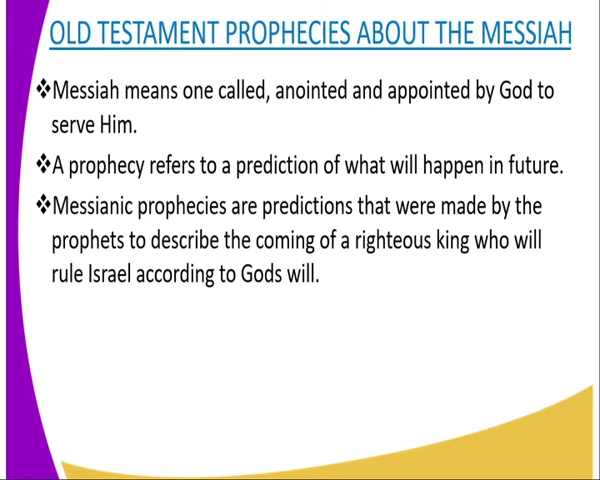 OLD TESTAMENT PROPHECIES ABOUT THE MESSIAH
❖Messiah means one called, anointed and appointed by God to
serve Him.
❖A prophecy refers to a prediction of what will happen in future.
❖Messianic prophecies are predictions that were made by the
prophets to describe the coming of a righteous king who will
rule Israel according to Gods will.